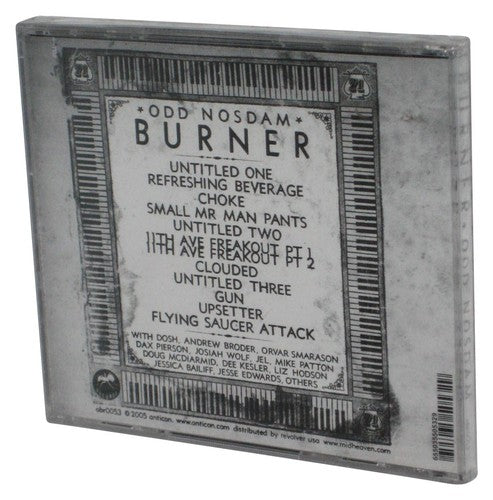 ODD NOSDAM
BURNER
UNTITLED ONE
REFRESHING BEVERAGE
CHOKE
SMALL MR MAN PANTS
UNTITLED TWO
11TH AVE FREAKOUT PT 1
11TH AVE FREAKOUT PT 2
CLOUDED
UNTITLED THREE
GUN
UPSETTER
FLYING SAUCER ATTACK
WITH DOSH, ANDREW BRODER, ORVAR SMARASON
DAX PIERSON, JOSIAH WOLF, JEL, MIKE PATTON
DOUG MCDIARMID, DEE KESLER, LIZ HODSON
JESSICA BAILIFF, JESSE EDWARDS, OTHERS
abr0053 © 2005 anticon. www.anticon.com distributed by revolver usa www.midheaven.com
BURNER ODD NOSDAM